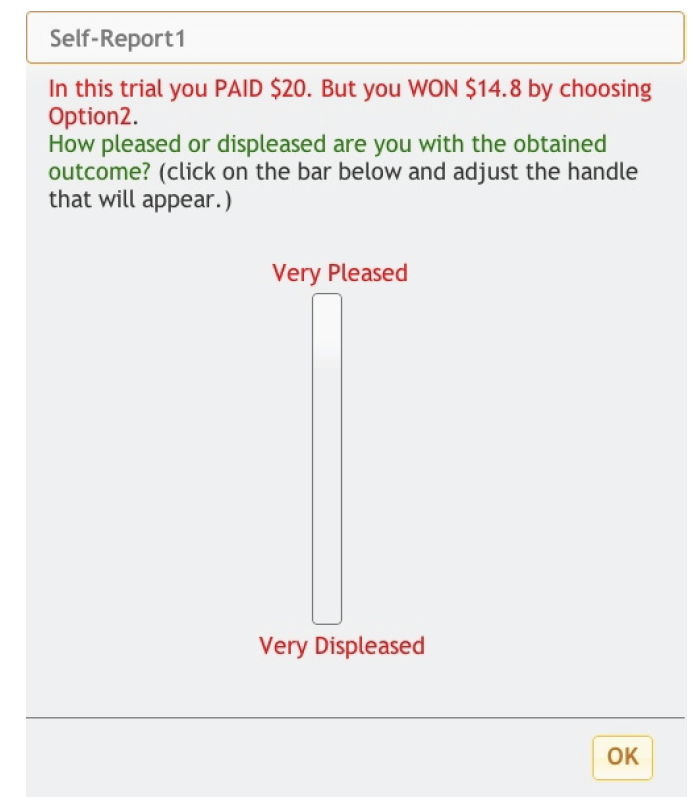 Self-Report1
In this trial you PAID $20. But you WON $14.8 by choosing
Option2.
How pleased or displeased are you with the obtained
outcome? (click on the bar below and adjust the handle
that will appear.)
Very Pleased
Very Displeased
OK